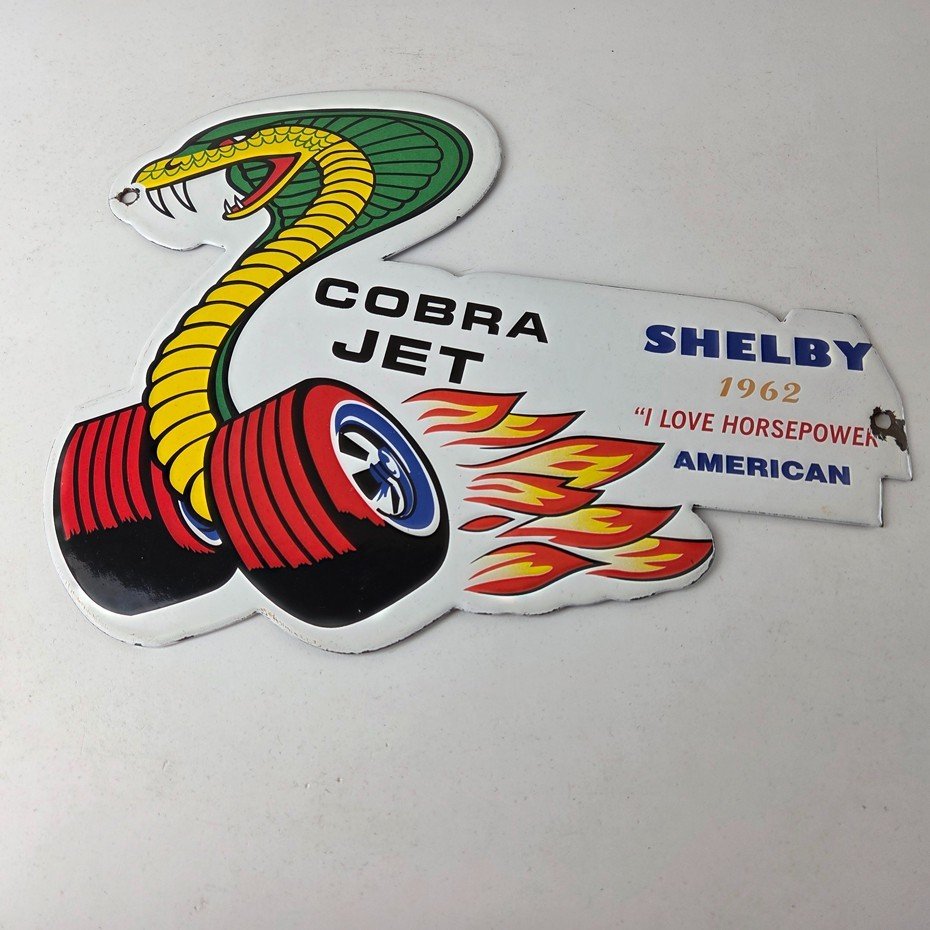 COBRA
JET
SHELBY
1962
“I LOVE HORSEPOWER
AMERICAN